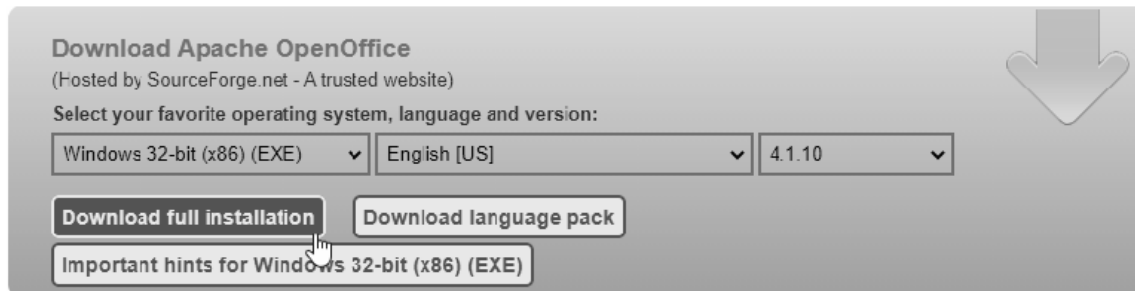 Download Apache OpenOffice
(Hosted by SourceForge.net - A trusted website)
Select your favorite operating system, language and version:
Windows 32-bit (x86) (EXE) English [US] 4.1.10
Download full installation Download language pack
Important hints for Windows 32-bit (x86) (EXE)